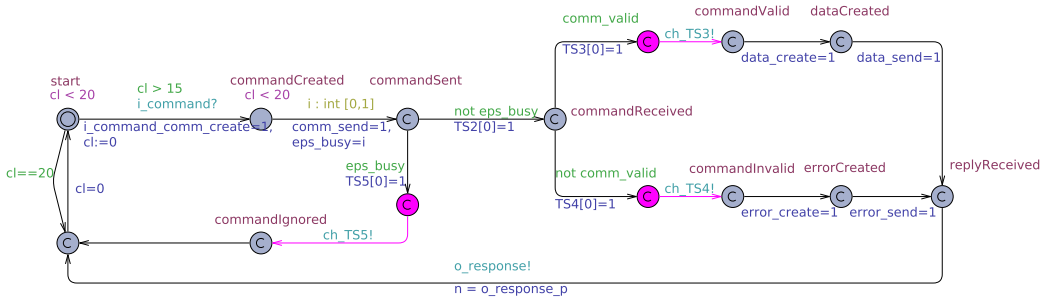 start
cl < 20
cl > 15
i_command?
i_command_comm_create=1,
cl:=0
commandCreated
cl < 20
i : int [0,1]
comm_send=1,
eps_busy=i
commandSent
not eps_busy
TS2[0]=1
commandReceived
comm_valid
TS3[0]=1
ch_TS3!
commandValid
data_create=1
dataCreated
data_send=1
not comm_valid
TS4[0]=1
ch_TS4!
commandInvalid
error_create=1
errorCreated
error_send=1
replyReceived
eps_busy
TS5[0]=1
ch_TS5!
commandIgnored
cl==20
cl=0
o_response!
n = o_response_p
C
C
C
C
C
C
C
C
C
C
C
C
C